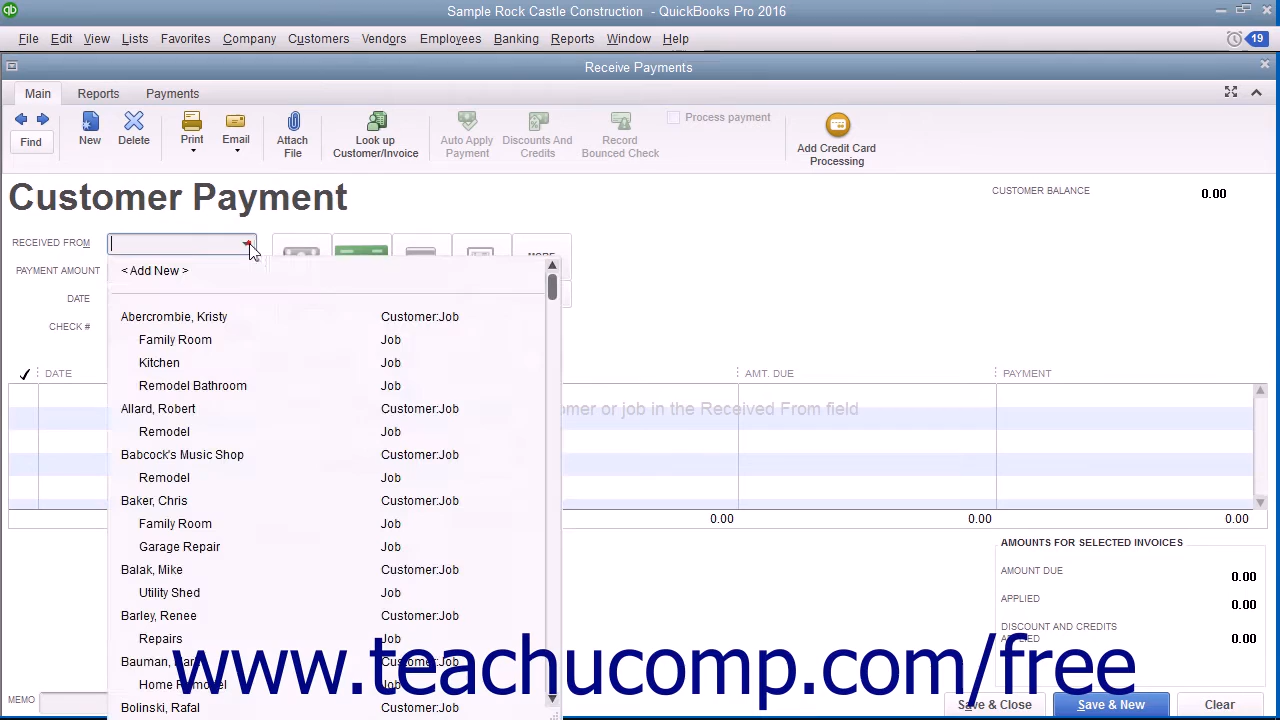 Sample Rock Castle Construction - QuickBooks Pro 2016
File Edit View Lists Favorites Company Customers Vendors Employees Banking Reports Window Help 19
Receive Payments
Main Reports Payments
Find New Delete Print Email Attach File Look up Customer/Invoice Auto Apply Payment Discounts And Credits Record Bounced Check Process payment Add Credit Card Processing
Customer Payment
CUSTOMER BALANCE 0.00
RECEIVED FROM
PAYMENT AMOUNT
DATE
CHECK #
< Add New >
Abercrombie, Kristy Customer:Job
Family Room Job
Kitchen Job
Remodel Bathroom Job
Allard, Robert Customer:Job
Remodel Job
Babcock's Music Shop Customer:Job
Remodel Job
Baker, Chris Customer:Job
Family Room Job
Garage Repair Job
Balak, Mike Customer:Job
Utility Shed Job
Barley, Renee Customer:Job
Repairs Job
Bauman, Customer:Job
Home Remodel Job
Bolinski, Rafal Customer:Job
DATE AMT. DUE PAYMENT
or job in the Received From field
0.00 0.00 0.00
AMOUNTS FOR SELECTED INVOICES
AMOUNT DUE 0.00
APPLIED 0.00
DISCOUNT AND CREDITS
APPLIED 0.00
www.teachucomp.com/free
MEMO
Save & Close Save & New Clear